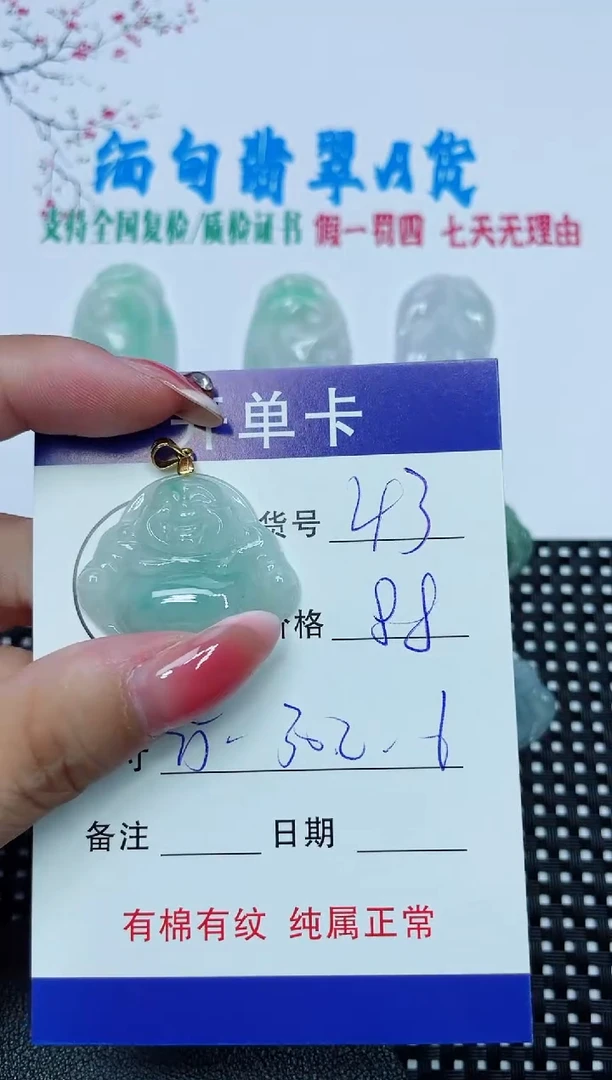 缅甸翡翠A货
支持全国复检/质检证书 假一罚四 七天无理由
开单卡
货号 43
价格 88
寸
备注 日期
有棉有纹 纯属正常